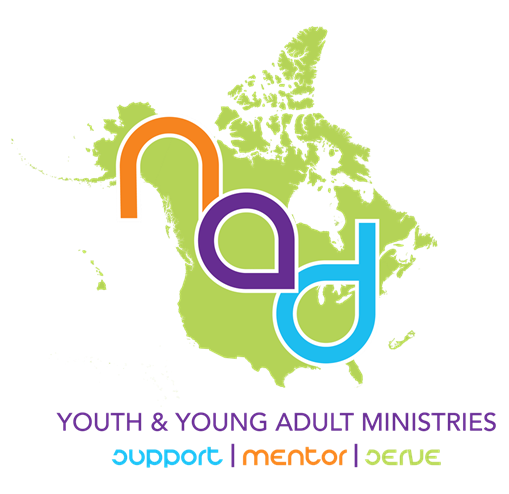 nad
YOUTH & YOUNG ADULT MINISTRIES
support | mentor | serve